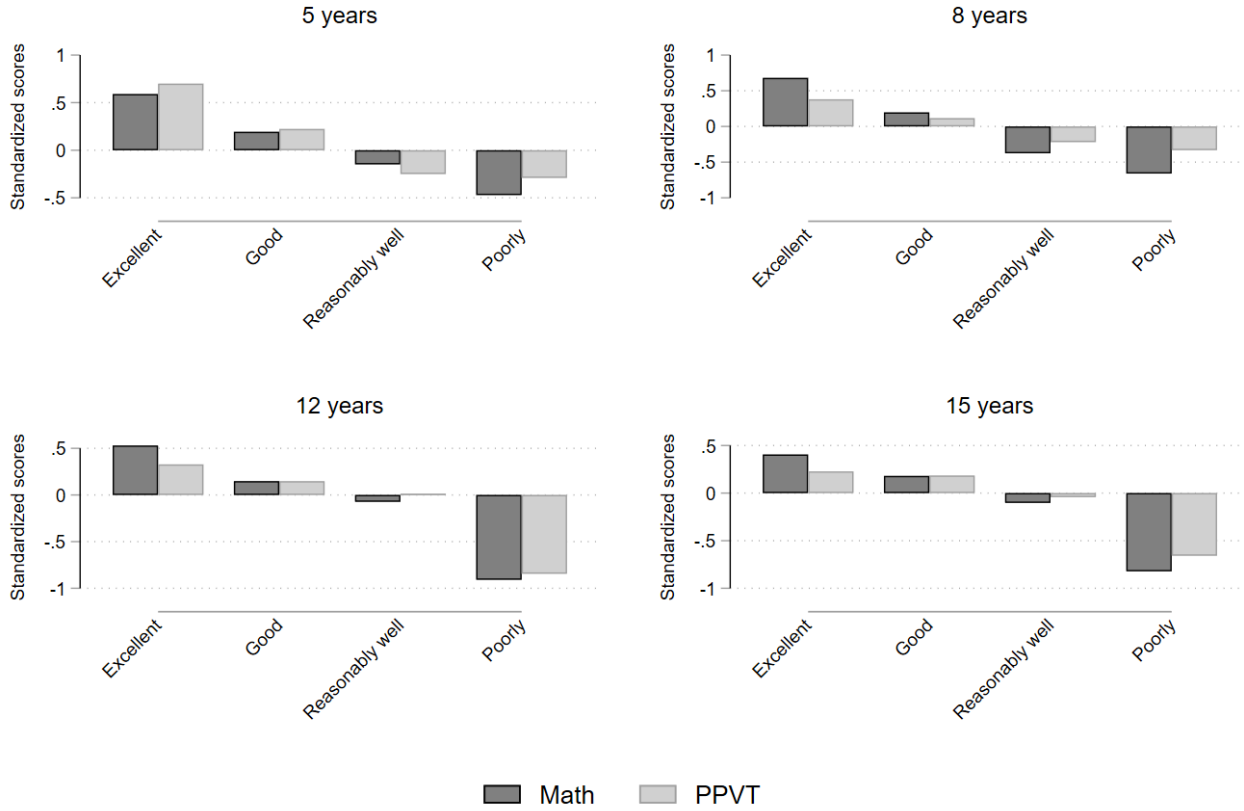 5 years
Standardized scores
1
.5
0
-.5
Excellent
Good
Reasonably well
Poorly
8 years
Standardized scores
1
.5
0
-.5
-1
Excellent
Good
Reasonably well
Poorly
12 years
Standardized scores
.5
0
-.5
-1
Excellent
Good
Reasonably well
Poorly
15 years
Standardized scores
.5
0
-.5
-1
Excellent
Good
Reasonably well
Poorly
Math PPVT